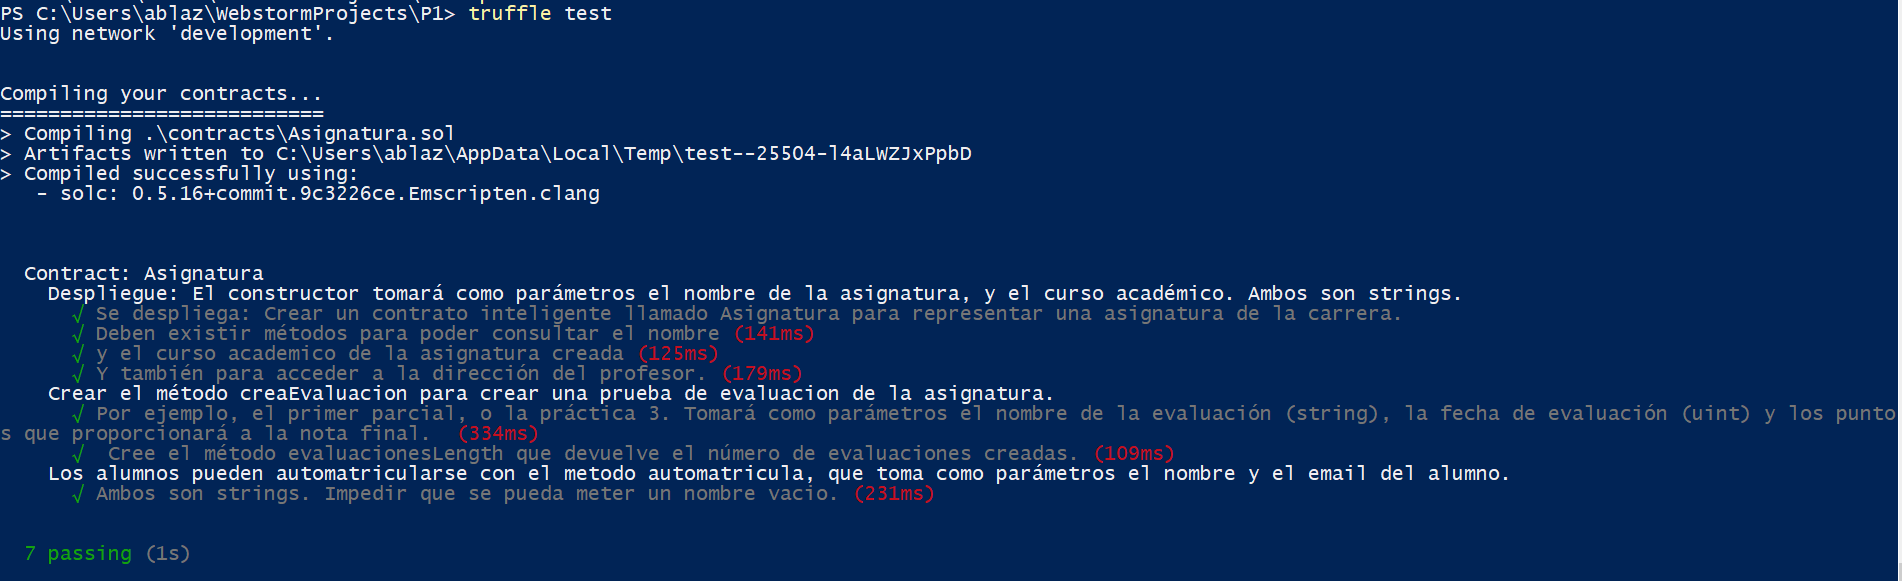 PS C:\Users\ablaz\WebstormProjects\P1> truffle test
Using network 'development'.
Compiling your contracts...
===========================
> Compiling .\contracts\Asignatura.sol
> Artifacts written to C:\Users\ablaz\AppData\Local\Temp\test--25504-l4aLWZJxPpbD
> Compiled successfully using:
   - solc: 0.5.16+commit.9c3226ce.Emscripten.clang
  Contract: Asignatura
    Despliegue: El constructor tomará como parámetros el nombre de la asignatura, y el curso académico. Ambos son strings.
      √ Se despliega: Crear un contrato inteligente llamado Asignatura para representar una asignatura de la carrera.
      √ Deben existir métodos para poder consultar el nombre (141ms)
      √ y el curso academico de la asignatura creada (125ms)
      √ Y también para acceder a la dirección del profesor. (179ms)
    Crear el método creaEvaluacion para crear una prueba de evaluacion de la asignatura.
      √ Por ejemplo, el primer parcial, o la práctica 3. Tomará como parámetros el nombre de la evaluación (string), la fecha de evaluación (uint) y los punto
s que proporcionará a la nota final.  (334ms)
      √  Cree el método evaluacionesLength que devuelve el número de evaluaciones creadas. (109ms)
    Los alumnos pueden automatricularse con el metodo automatricula, que toma como parámetros el nombre y el email del alumno.
      √ Ambos son strings. Impedir que se pueda meter un nombre vacio. (231ms)
  7 passing (1s)